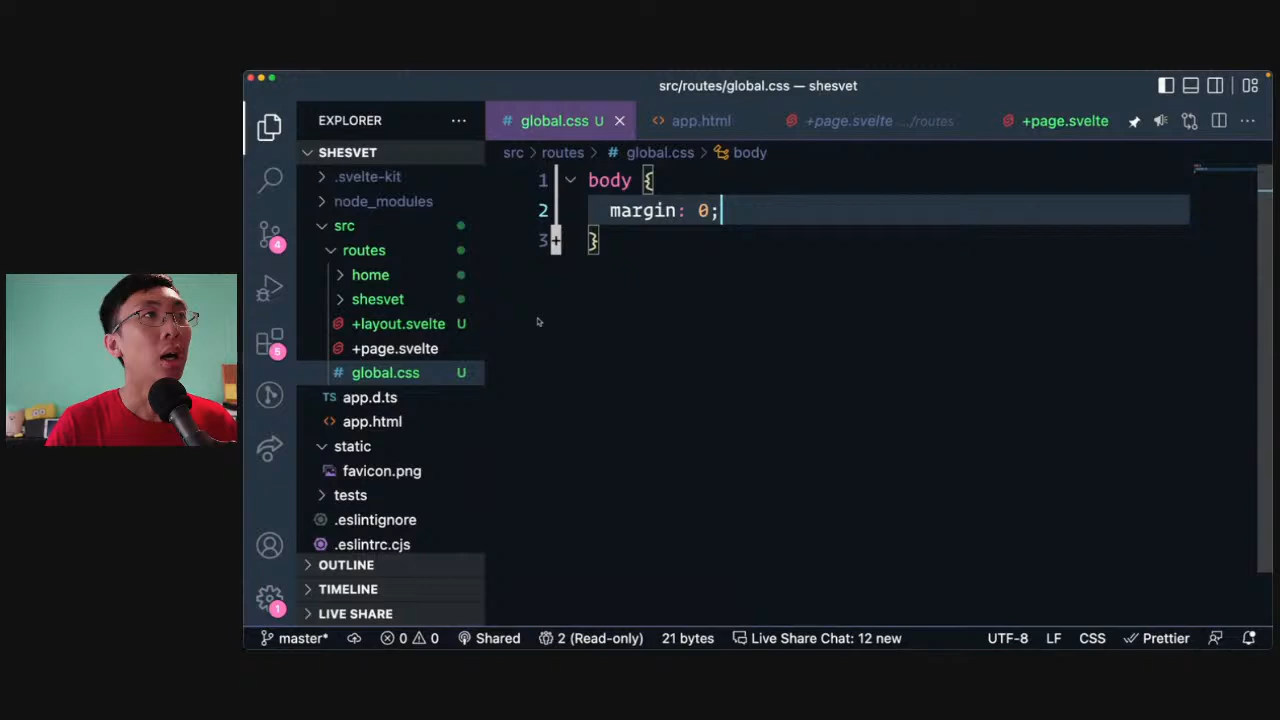 src/routes/global.css — shesvet
EXPLORER
SHESVET
.svelte-kit
node_modules
src
routes
home
shesvet
+layout.svelte U
+page.svelte
# global.css U
TS app.d.ts
<> app.html
static
favicon.png
tests
.eslintignore
.eslintrc.cjs
OUTLINE
TIMELINE
LIVE SHARE
4
5
1
# global.css U
<> app.html
+page.svelte .../routes
+page.svelte
src > routes > # global.css > body
1 body {
2 margin: 0;
3 }
master*
0 0
Shared
2 (Read-only)
21 bytes
Live Share Chat: 12 new
UTF-8
LF
CSS
Prettier